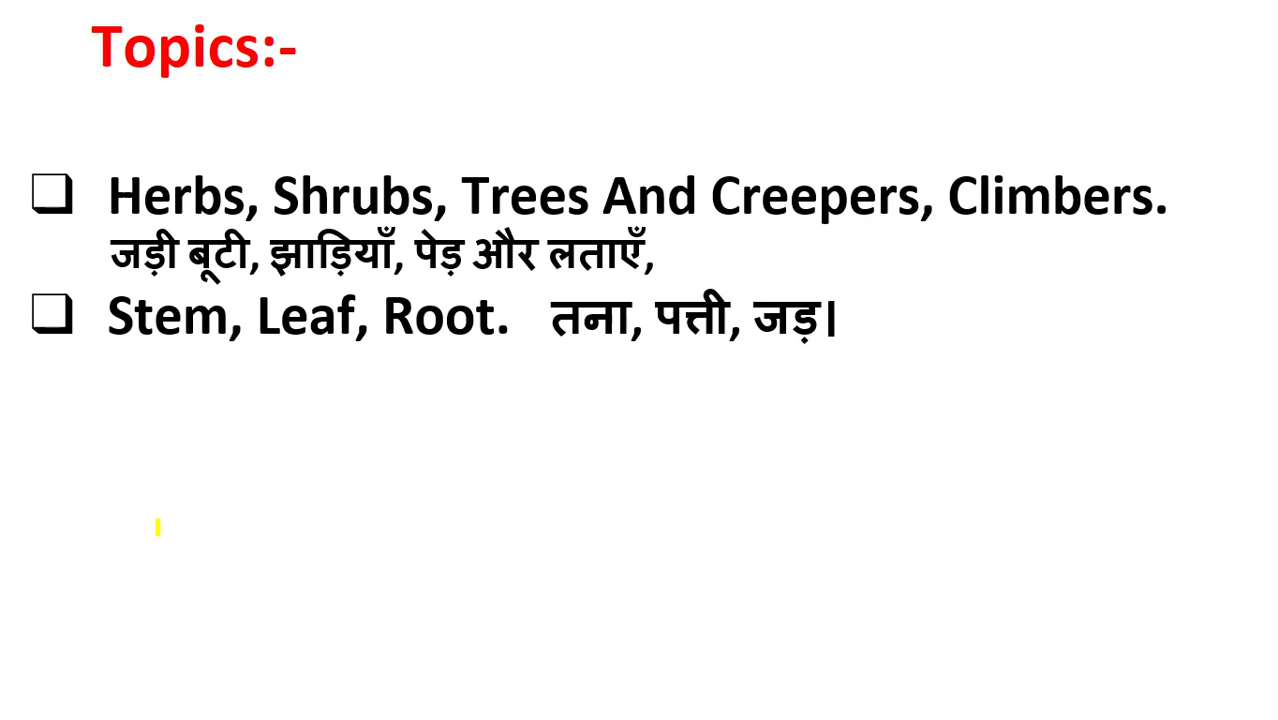 Topics:-
Herbs, Shrubs, Trees And Creepers, Climbers.
जड़ी बूटी, झाड़ियाँ, पेड़ और लताएँ,
Stem, Leaf, Root. तना, पत्ती, जड़।